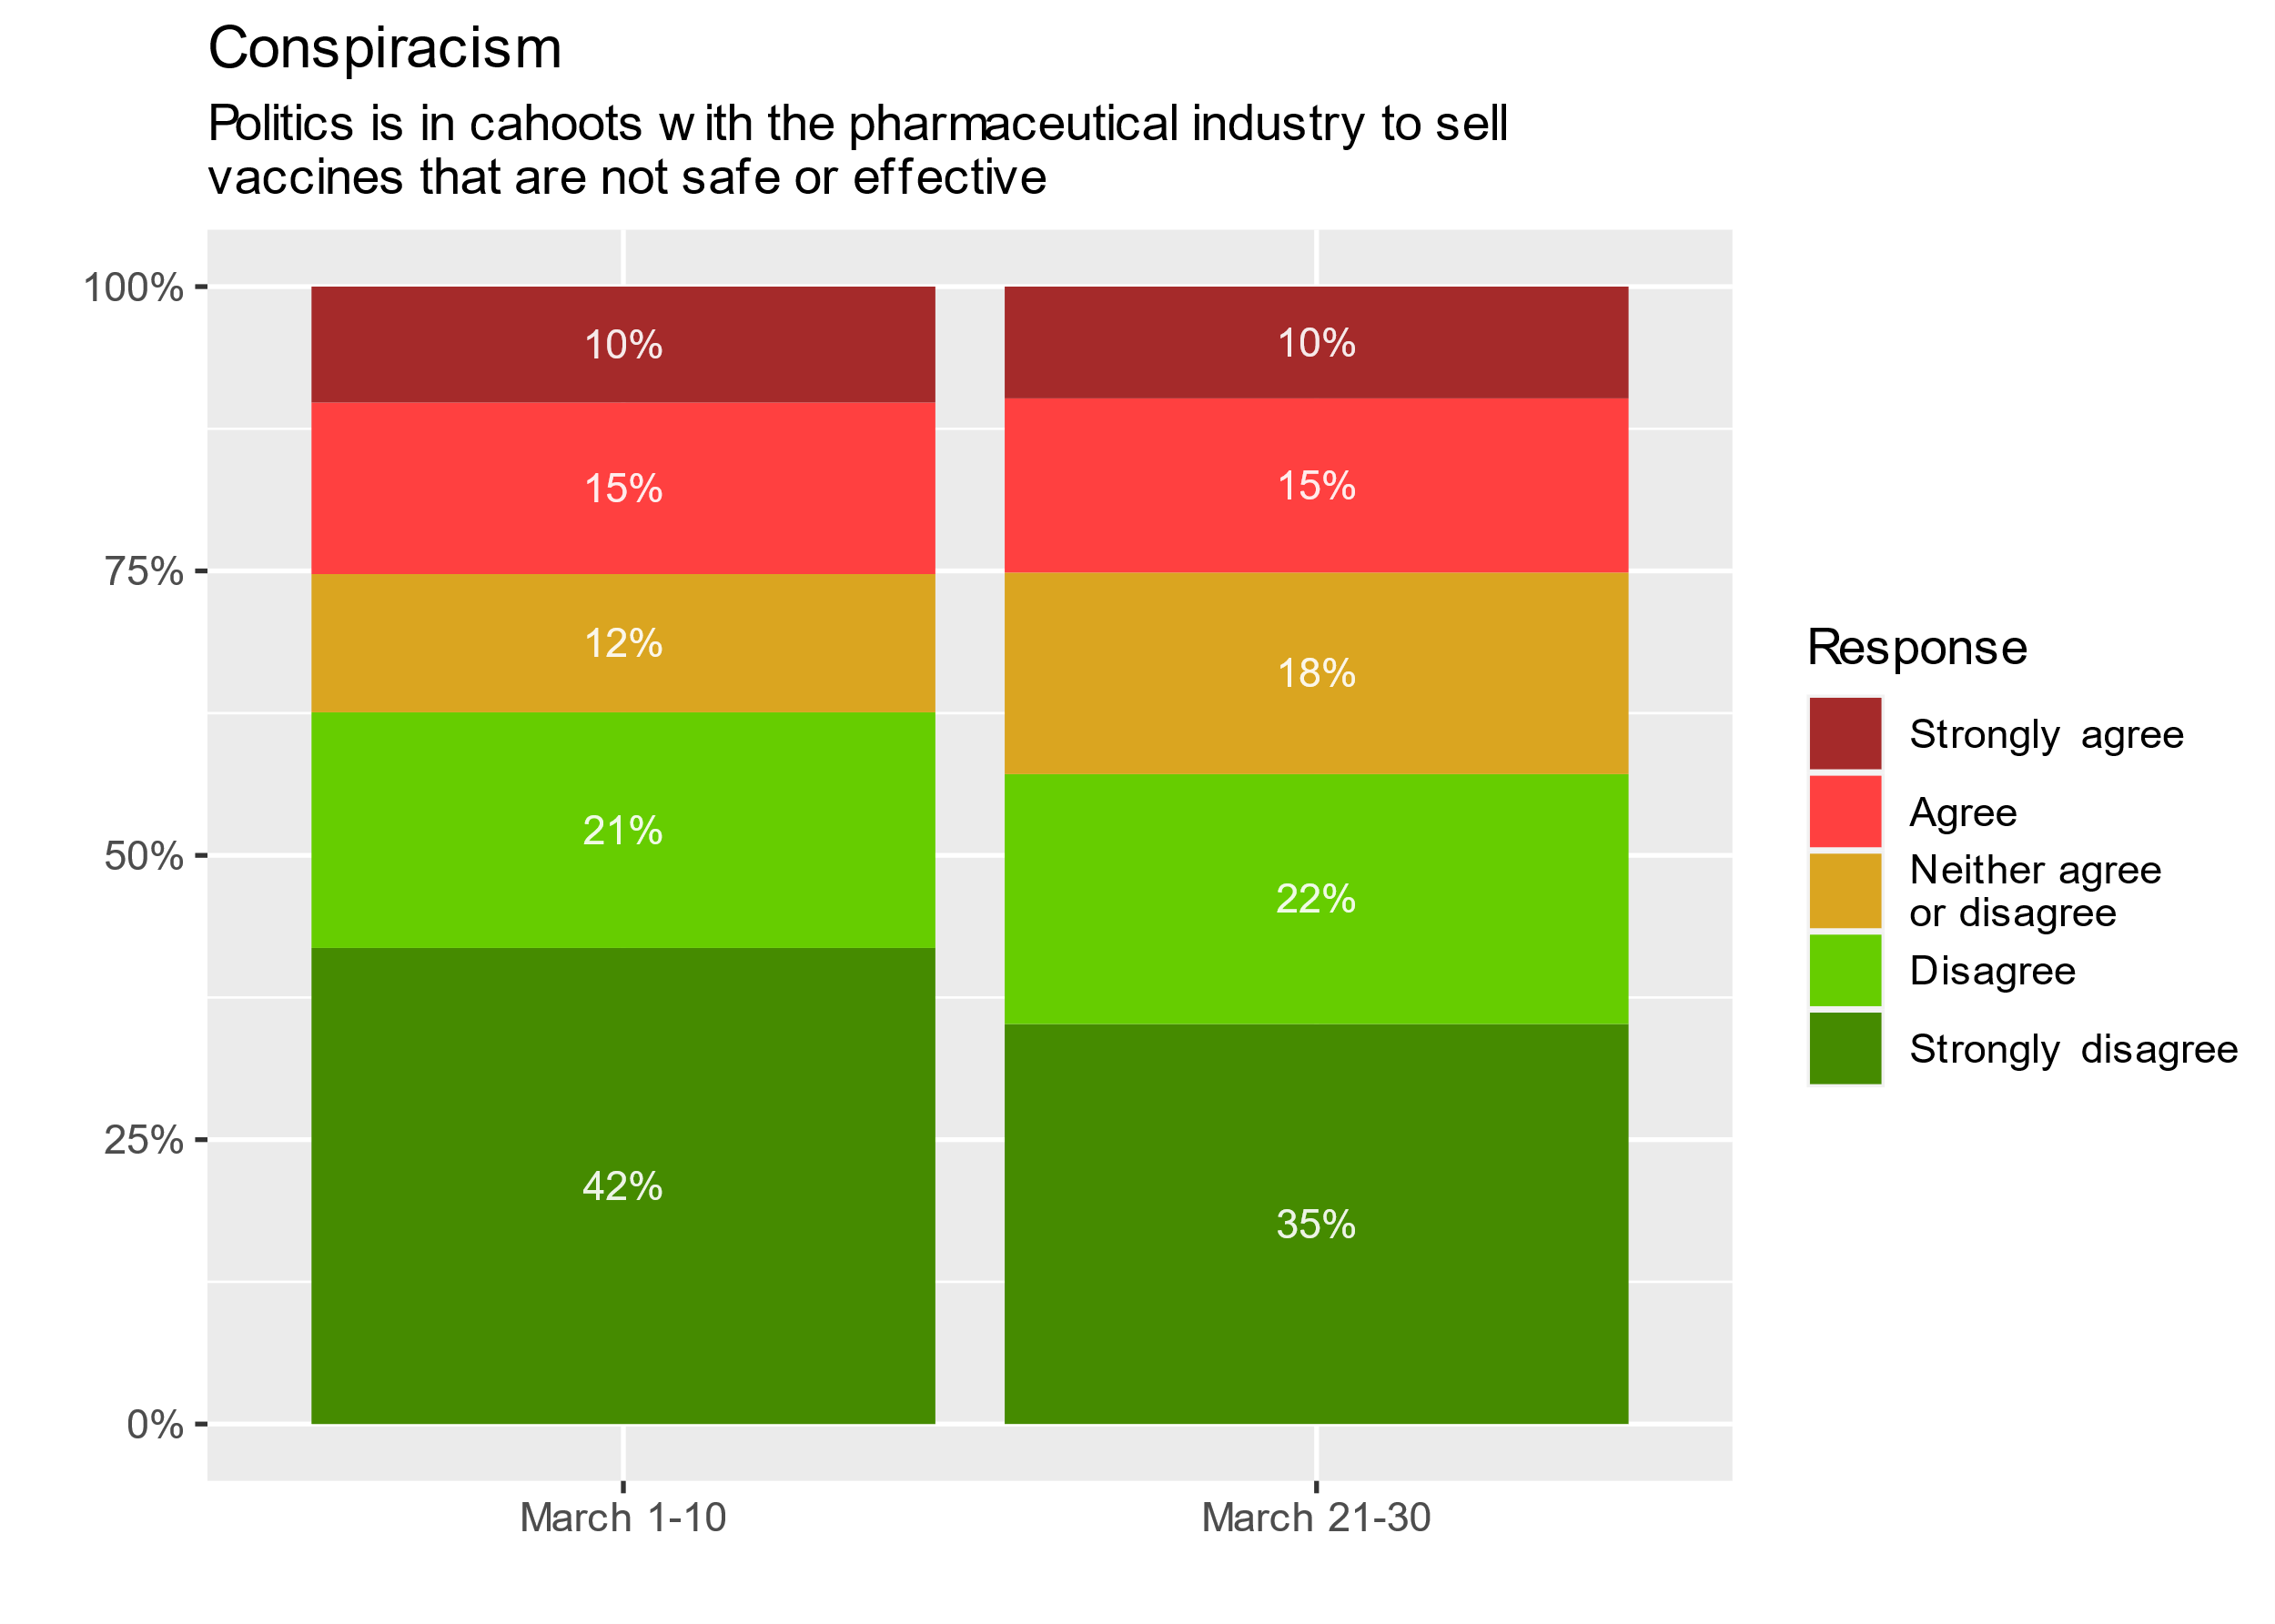 Conspiracism
Politics is in cahoots with the pharmaceutical industry to sell
vaccines that are not safe or effective
100%
75%
50%
25%
0%
10%
15%
12%
21%
42%
10%
15%
18%
22%
35%
March 1-10
March 21-30
Response
Strongly agree
Agree
Neither agree
or disagree
Disagree
Strongly disagree